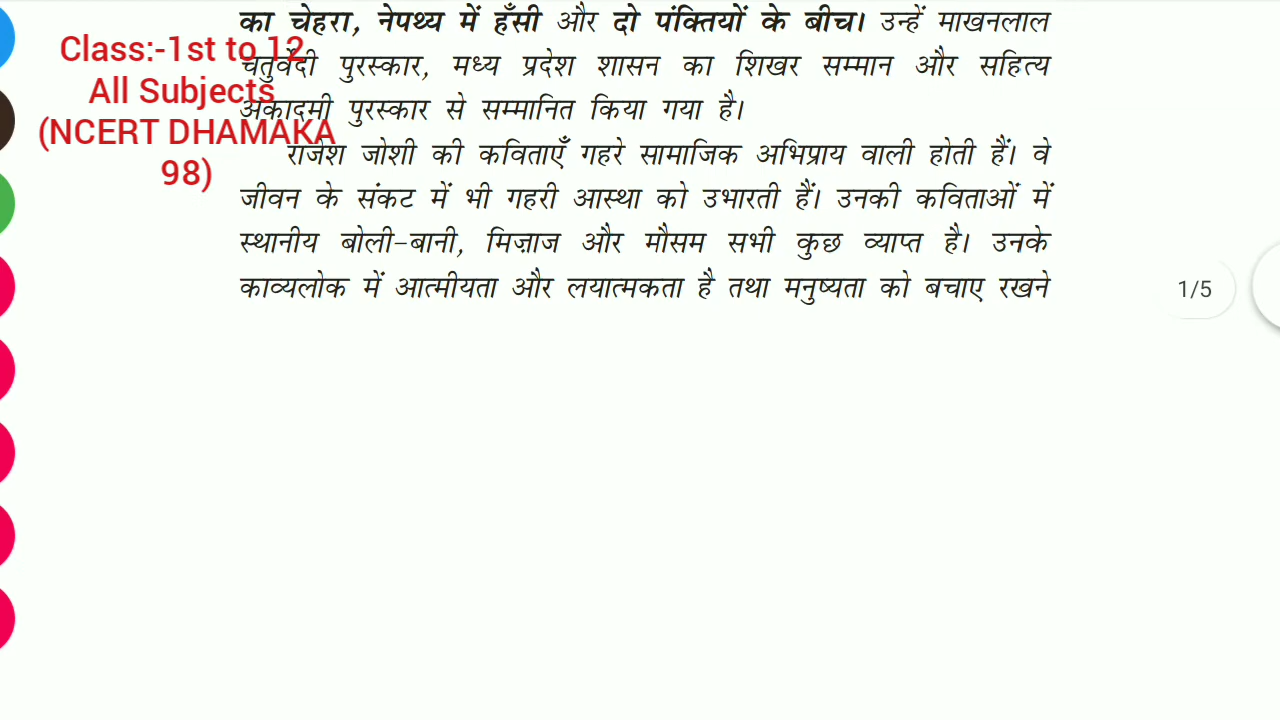 का चेहरा, नेपथ्य में हँसी और दो पंक्तियों के बीच। उन्हें माखनलाल
चतुर्वेदी पुरस्कार, मध्य प्रदेश शासन का शिखर सम्मान और सहित्य
अकादमी पुरस्कार से सम्मानित किया गया है।
राजेश जोशी की कविताएँ गहरे सामाजिक अभिप्राय वाली होती हैं। वे
जीवन के संकट में भी गहरी आस्था को उभारती हैं। उनकी कविताओं में
स्थानीय बोली-बानी, मिज़ाज और मौसम सभी कुछ व्याप्त है। उनके
काव्यलोक में आत्मीयता और लयात्मकता है तथा मनुष्यता को बचाए रखने
Class:-1st to 12
All Subjects
(NCERT DHAMAKA
98)
1/5